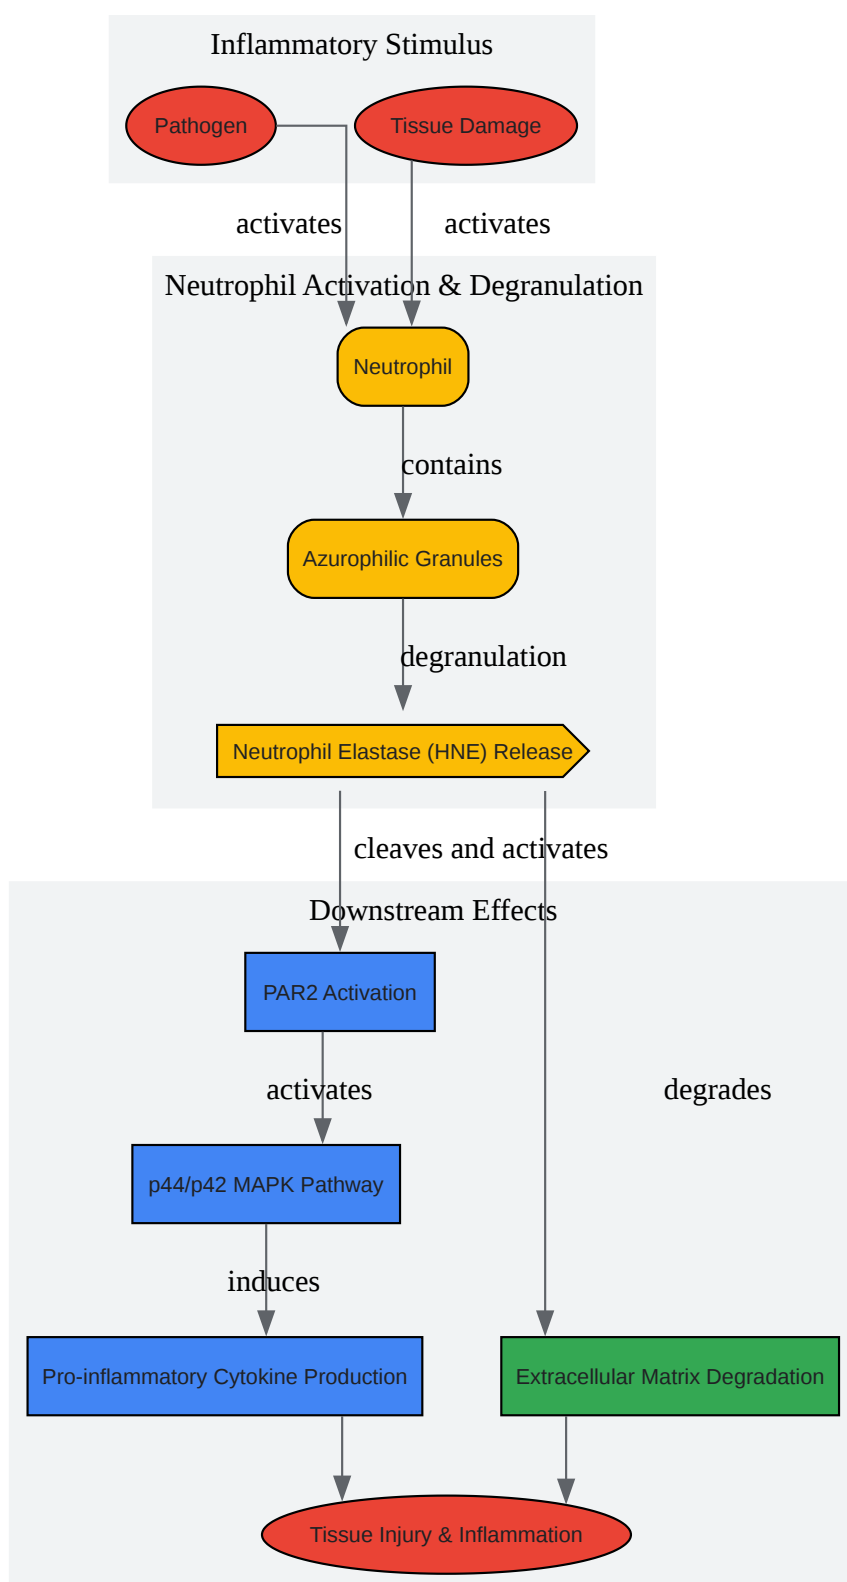 Inflammatory Stimulus
Pathogen
Tissue Damage
activates
activates
Neutrophil Activation & Degranulation
Neutrophil
contains
Azurophilic Granules
degranulation
Neutrophil Elastase (HNE) Release
cleaves and activates
Downstream Effects
PAR2 Activation
activates
degrades
p44/p42 MAPK Pathway
induces
Pro-inflammatory Cytokine Production
Extracellular Matrix Degradation
Tissue Injury & Inflammation